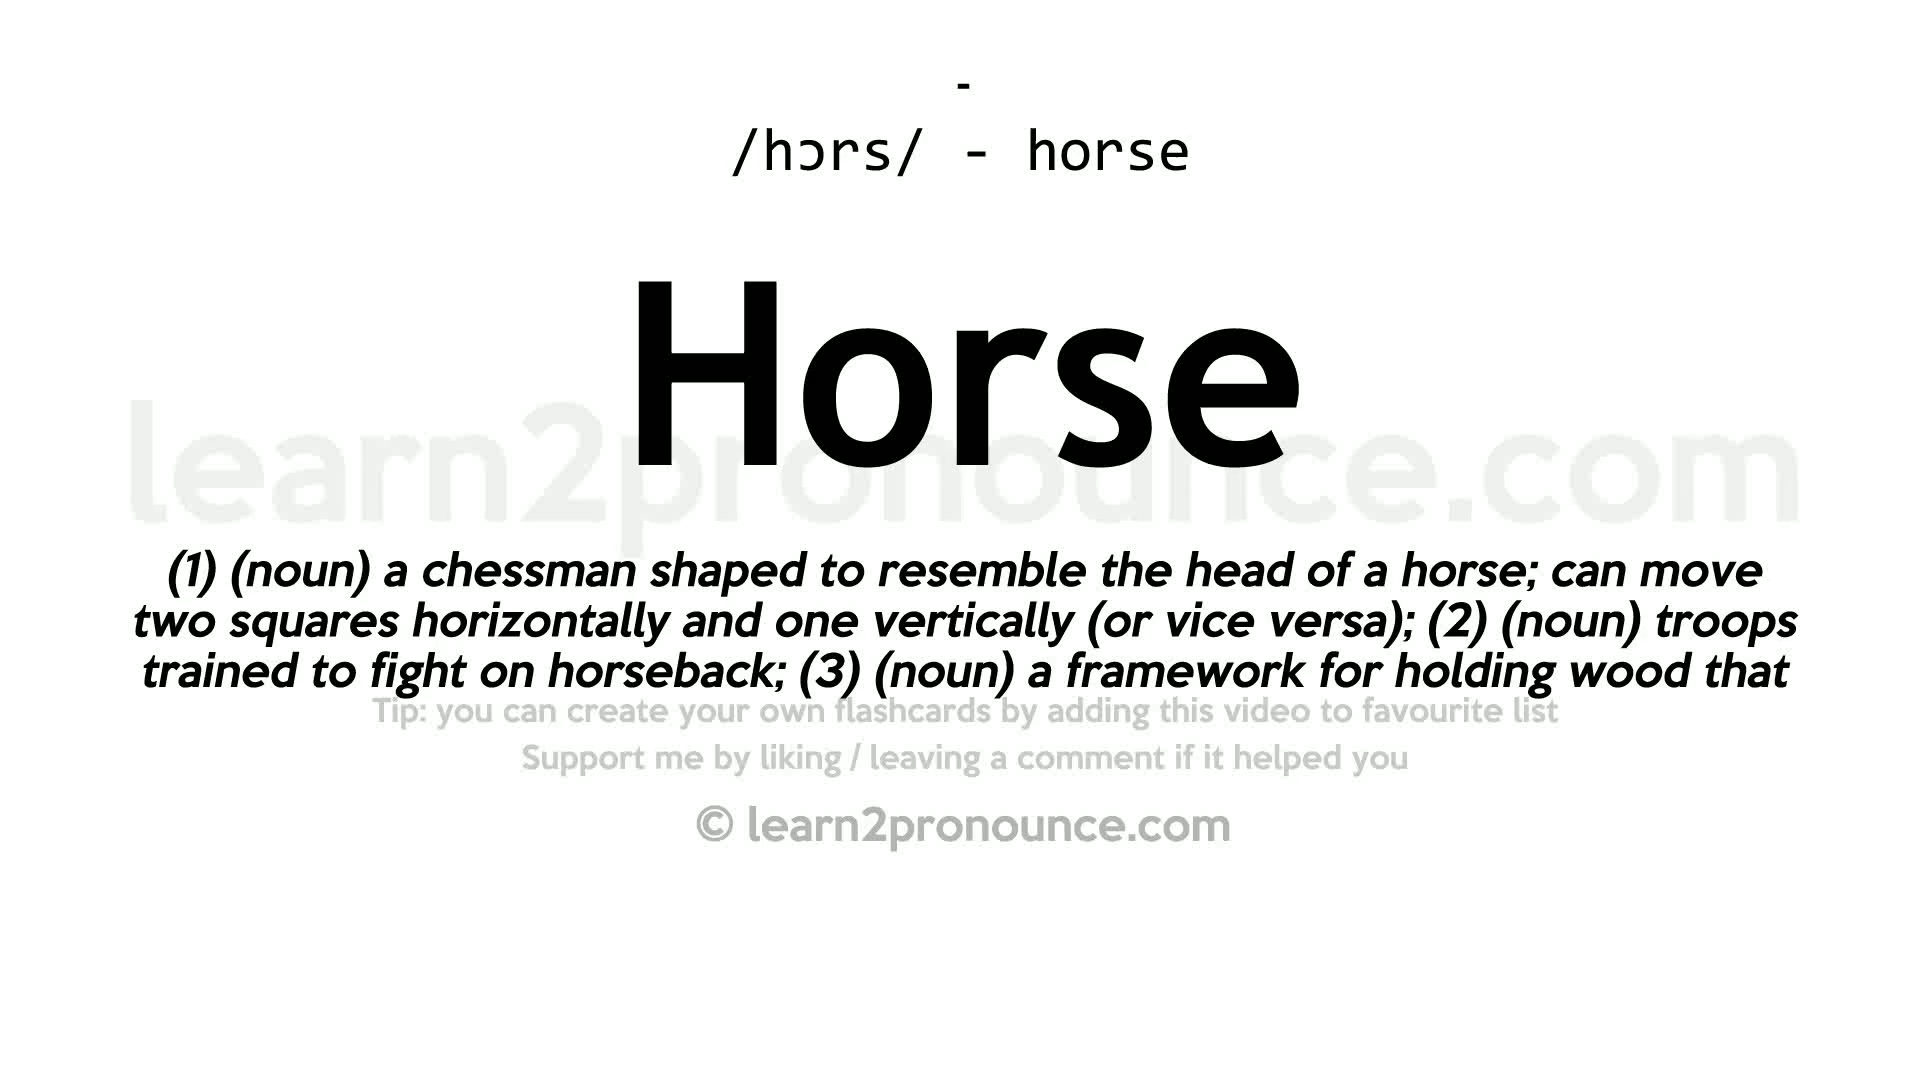 -
/hɔrs/ - horse
Horse
learn2pronounce.com
(1) (noun) a chessman shaped to resemble the head of a horse; can move
two squares horizontally and one vertically (or vice versa); (2) (noun) troops
trained to fight on horseback; (3) (noun) a framework for holding wood that
Tip: you can create your own flashcards by adding this video to favourite list
Support me by liking / leaving a comment if it helped you
© learn2pronounce.com